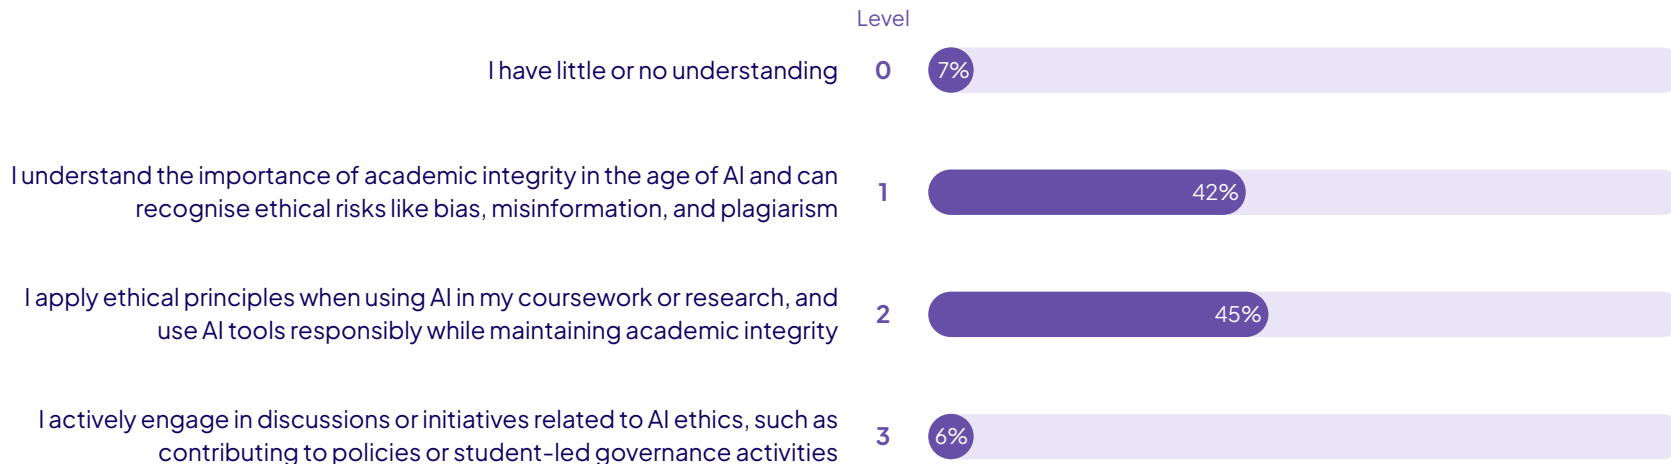 Level
I have little or no understanding 0 7%
I understand the importance of academic integrity in the age of AI and can
recognise ethical risks like bias, misinformation, and plagiarism
1 42%
I apply ethical principles when using AI in my coursework or research, and
use AI tools responsibly while maintaining academic integrity
2 45%
I actively engage in discussions or initiatives related to AI ethics, such as
contributing to policies or student-led governance activities
3 6%